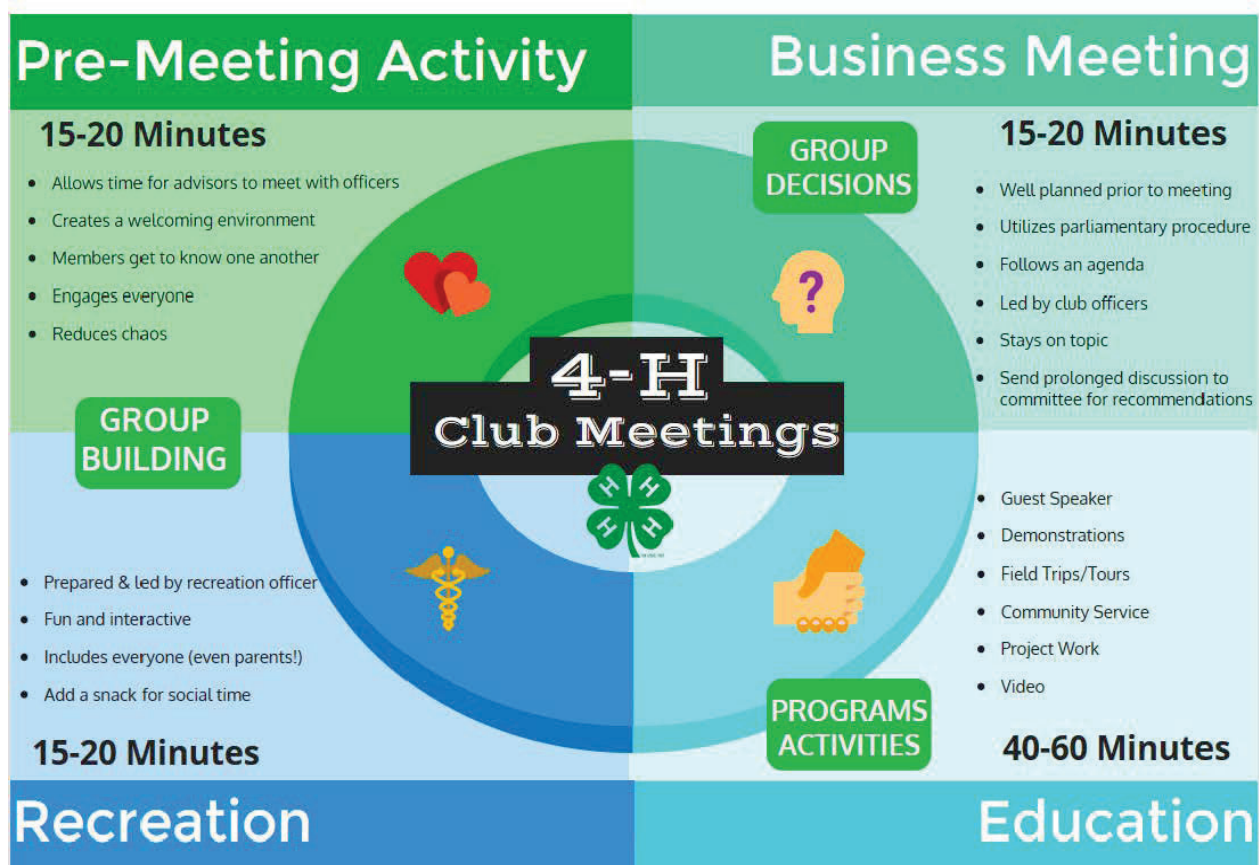 Pre-Meeting Activity
15-20 Minutes
• Allows time for advisors to meet with officers
• Creates a welcoming environment
• Members get to know one another
• Engages everyone
• Reduces chaos
Business Meeting
15-20 Minutes
• Well planned prior to meeting
• Utilizes parliamentary procedure
• Follows an agenda
• Led by club officers
• Stays on topic
• Send prolonged discussion to
committee for recommendations
GROUP
DECISIONS
?
4-H
Club Meetings
H H
H H
GROUP
BUILDING
• Prepared & led by recreation officer
• Fun and interactive
• Includes everyone (even parents!)
• Add a snack for social time
15-20 Minutes
Recreation
• Guest Speaker
• Demonstrations
• Field Trips/Tours
• Community Service
• Project Work
• Video
PROGRAMS
ACTIVITIES
40-60 Minutes
Education